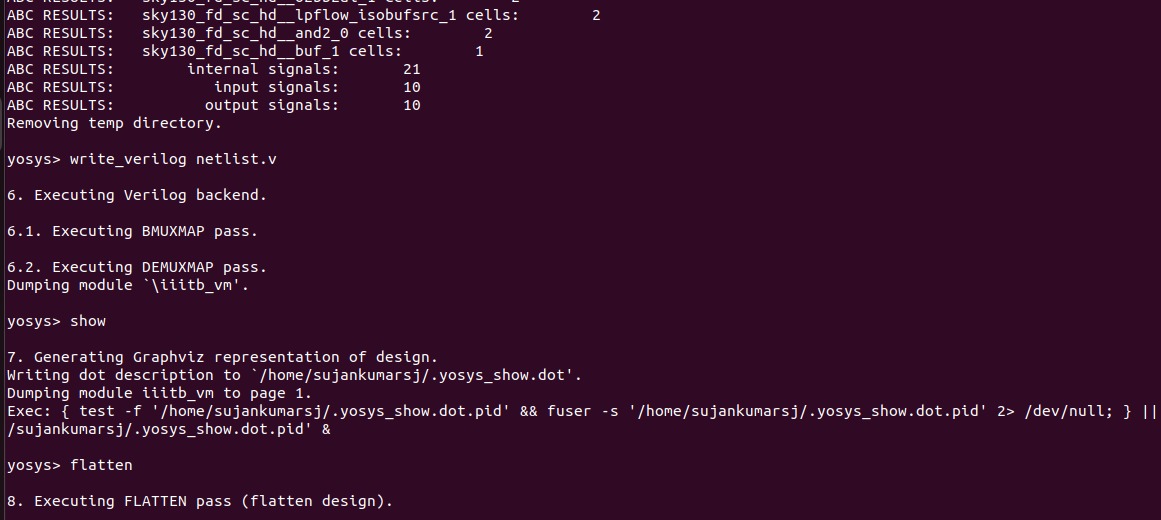 ABC RESULTS:   sky130_fd_sc_hd__lpflow_isobufsrc_1 cells:        2
ABC RESULTS:   sky130_fd_sc_hd__and2_0 cells:        2
ABC RESULTS:   sky130_fd_sc_hd__buf_1 cells:        1
ABC RESULTS:        internal signals:       21
ABC RESULTS:           input signals:       10
ABC RESULTS:          output signals:       10
Removing temp directory.

yosys> write_verilog netlist.v

6. Executing Verilog backend.

6.1. Executing BMUXMAP pass.

6.2. Executing DEMUXMAP pass.
Dumping module `\iiitb_vm'.

yosys> show

7. Generating Graphviz representation of design.
Writing dot description to `/home/sujankumarsj/.yosys_show.dot'.
Dumping module iiitb_vm to page 1.
Exec: { test -f '/home/sujankumarsj/.yosys_show.dot.pid' && fuser -s '/home/sujankumarsj/.yosys_show.dot.pid' 2> /dev/null; } ||
/sujankumarsj/.yosys_show.dot.pid' &

yosys> flatten

8. Executing FLATTEN pass (flatten design).